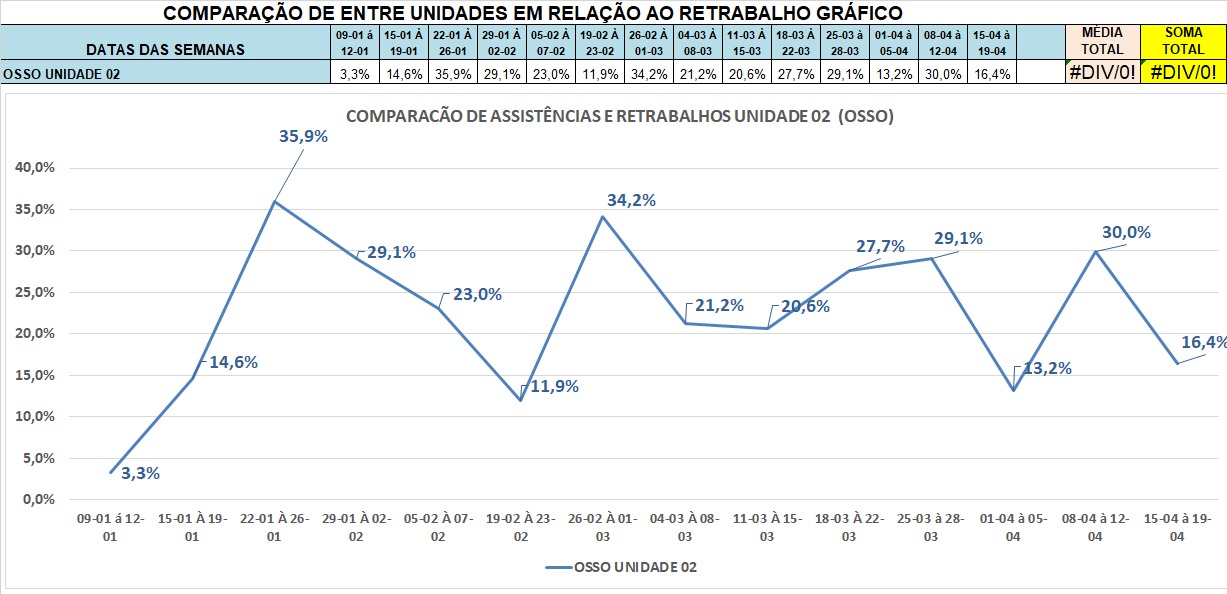 COMPARAÇÃO DE ENTRE UNIDADES EM RELAÇÃO AO RETRABALHO GRÁFICO
DATAS DAS SEMANAS 09-01 á 12-01 15-01 À 19-01 22-01 À 26-01 29-01 À 02-02 05-02 À 07-02 19-02 À 23-02 26-02 À 01-03 04-03 À 08-03 11-03 À 15-03 18-03 À 22-03 25-03 à 28-03 01-04 à 05-04 08-04 à 12-04 15-04 à 19-04 MÉDIA TOTAL SOMA TOTAL
OSSO UNIDADE 02 3,3% 14,6% 35,9% 29,1% 23,0% 11,9% 34,2% 21,2% 20,6% 27,7% 29,1% 13,2% 30,0% 16,4% #DIV/0! #DIV/0!
COMPARACÃO DE ASSISTÊNCIAS E RETRABALHOS UNIDADE 02 (OSSO)
40,0%
35,0%
30,0%
25,0%
20,0%
15,0%
10,0%
5,0%
0,0%
3,3%
14,6%
35,9%
29,1%
23,0%
11,9%
34,2%
21,2%
20,6%
27,7%
29,1%
13,2%
30,0%
16,4%
09-01 á 12-01
15-01 À 19-01
22-01 À 26-01
29-01 À 02-02
05-02 À 07-02
19-02 À 23-02
26-02 À 01-03
04-03 À 08-03
11-03 À 15-03
18-03 À 22-03
25-03 à 28-03
01-04 à 05-04
08-04 à 12-04
15-04 à 19-04
OSSO UNIDADE 02